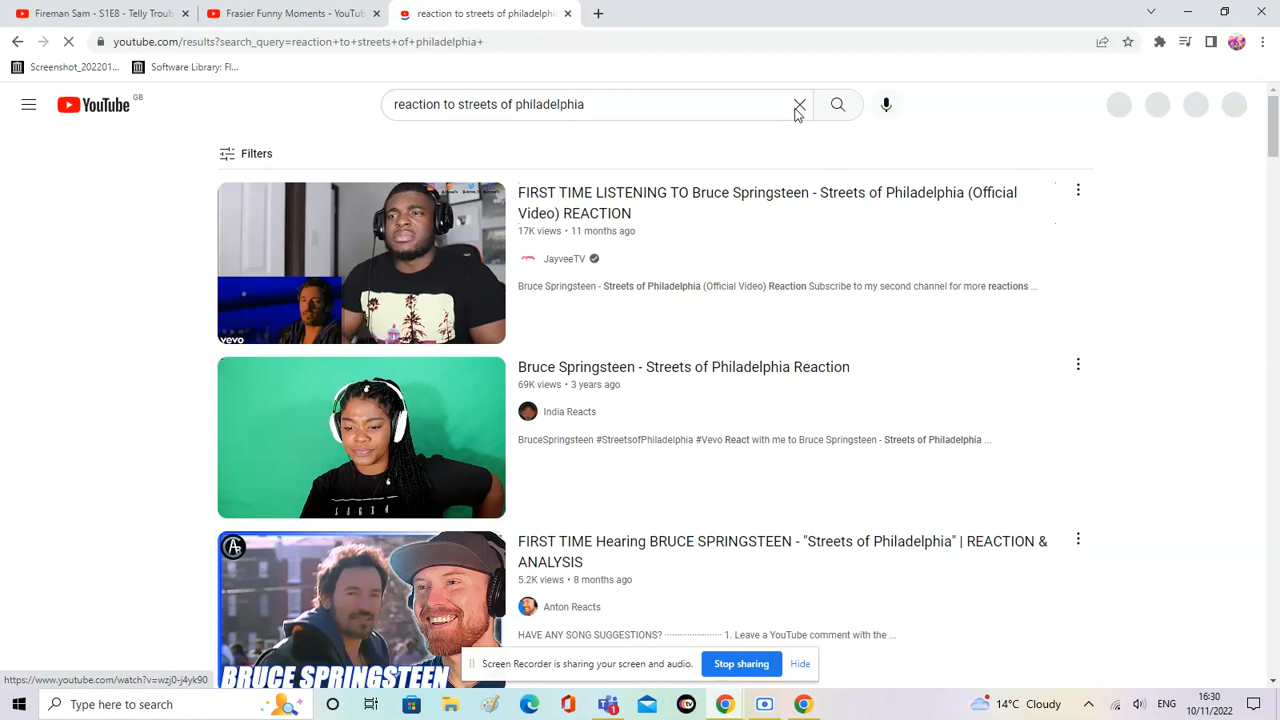 Fireman Sam - S1E8 - Telly Troub
Frasier Funny Moments - YouTub
reaction to streets of philadelphia
youtube.com/results?search_query=reaction+to+streets+of+philadelphia+
Screenshot_202201...
Software Library: Fl...
YouTube GB
reaction to streets of philadelphia
Filters
FIRST TIME LISTENING TO Bruce Springsteen - Streets of Philadelphia (Official
Video) REACTION
17K views • 11 months ago
JayveeTV
Bruce Springsteen - Streets of Philadelphia (Official Video) Reaction Subscribe to my second channel for more reactions ...
vevo
Bruce Springsteen - Streets of Philadelphia Reaction
69K views • 3 years ago
India Reacts
BruceSpringsteen #StreetsofPhiladelphia #Vevo React with me to Bruce Springsteen - Streets of Philadelphia ...
FIRST TIME Hearing BRUCE SPRINGSTEEN - "Streets of Philadelphia" | REACTION &
ANALYSIS
5.2K views • 8 months ago
Anton Reacts
HAVE ANY SONG SUGGESTIONS? ······················· 1. Leave a YouTube comment with the ...
BRUCE SPRINGSTEEN
Screen Recorder is sharing your screen and audio.
Stop sharing
Hide
https://www.youtube.com/watch?v=vxzj0-j4yk90
Type here to search
14°C Cloudy
ENG
16:30
10/11/2022